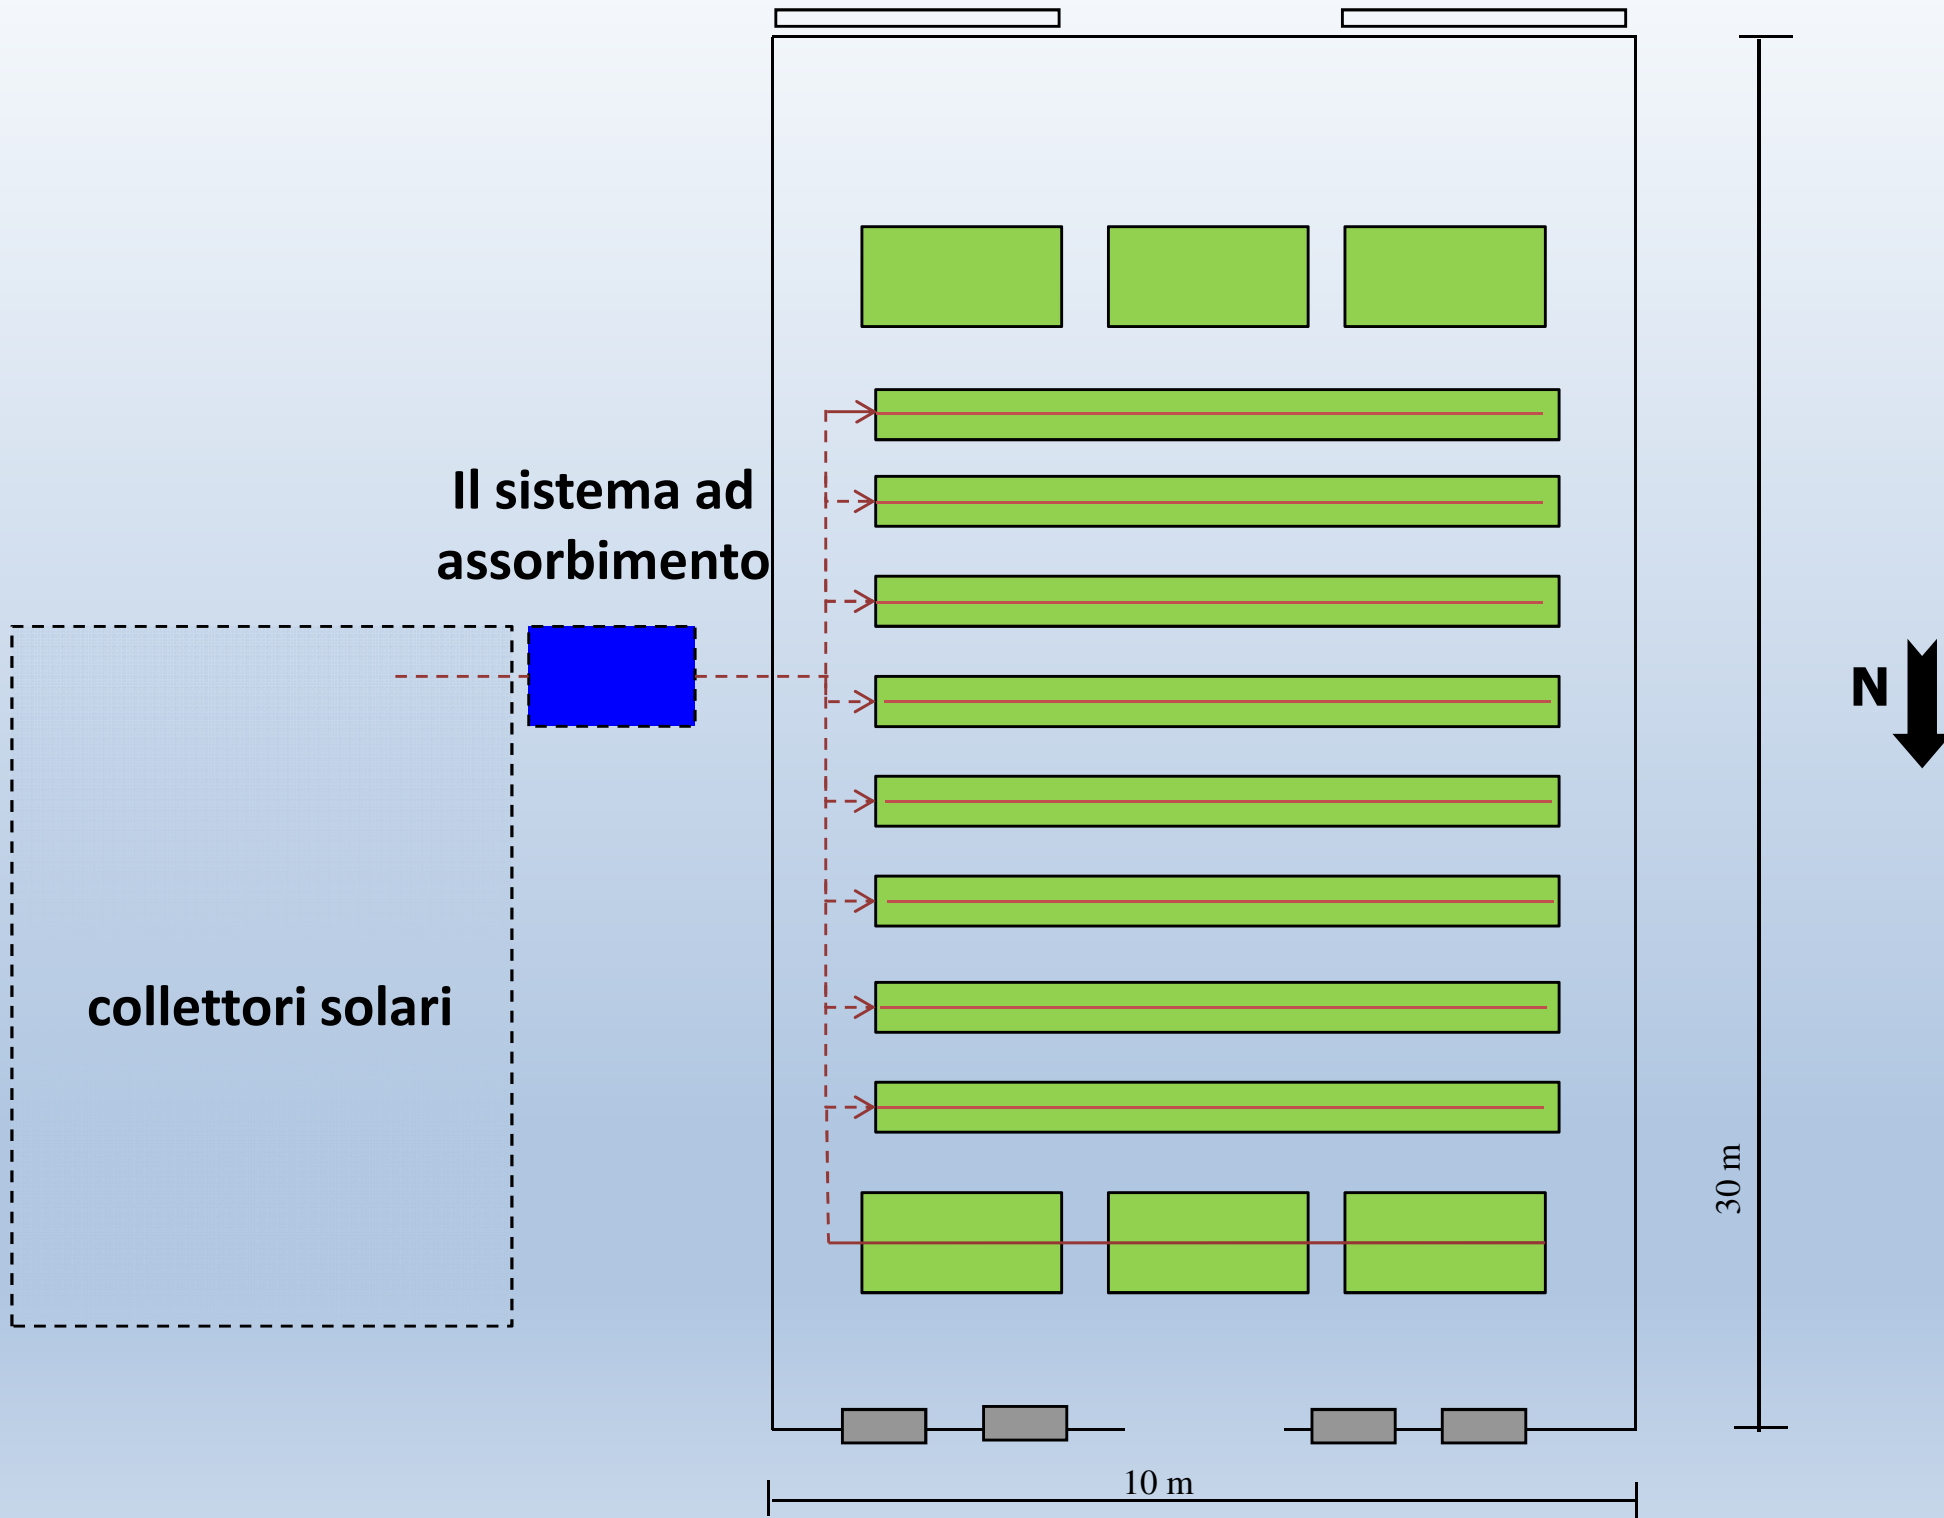 Il sistema ad
assorbimento
N
collettori solari
30 m
10 m